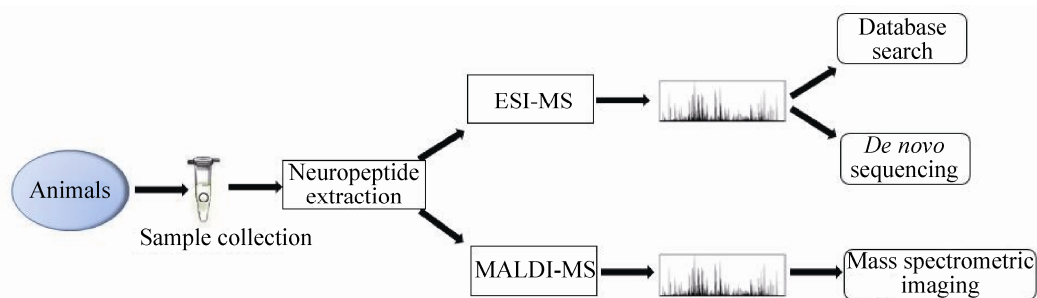 Animals
Sample collection
Neuropeptide
extraction
ESI-MS
Database
search
De novo
sequencing
MALDI-MS
Mass spectrometric
imaging